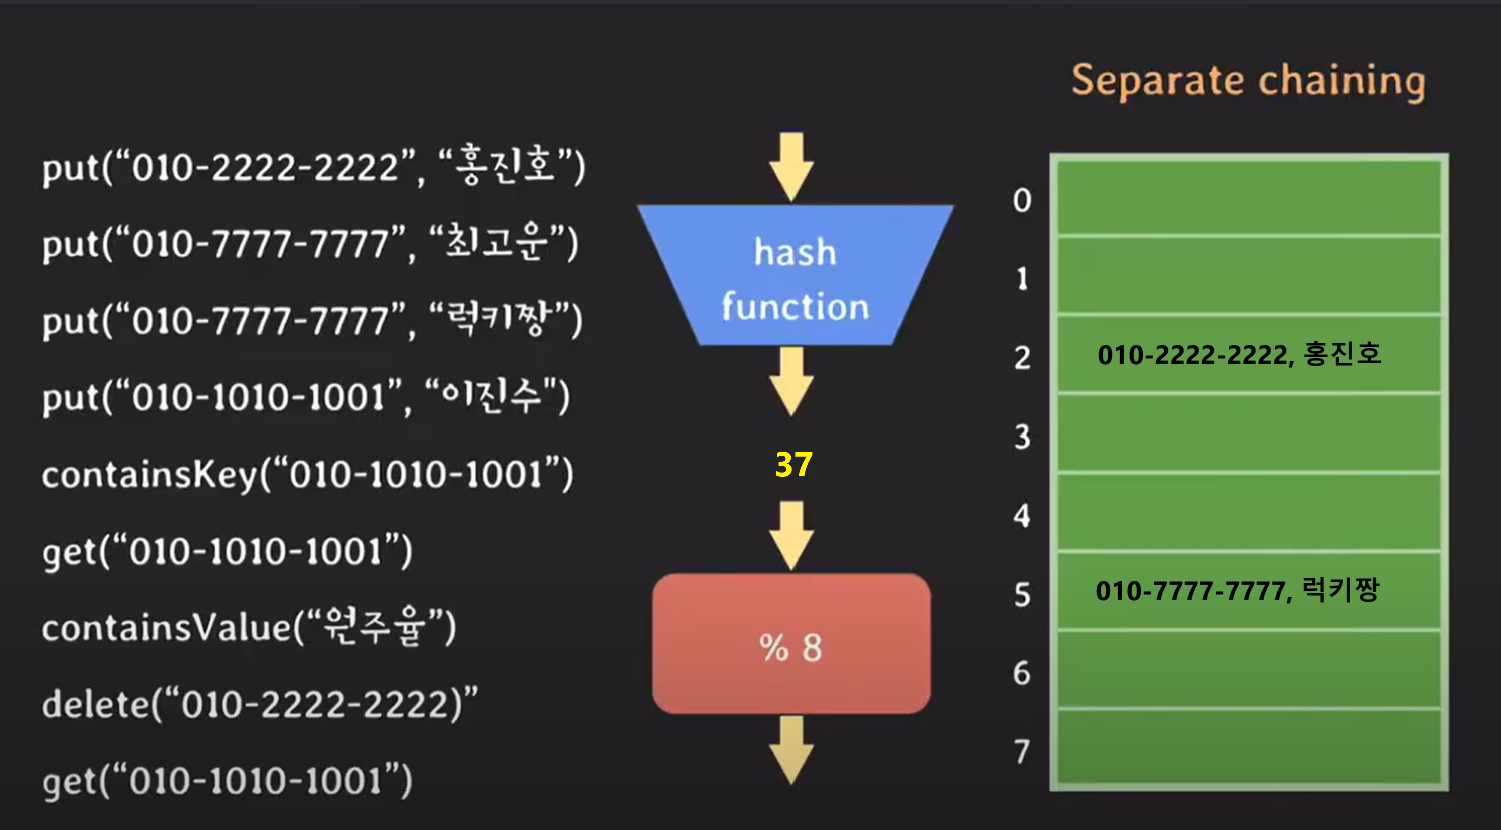 Separate chaining
put(“010-2222-2222”, “홍진호”)
put(“010-7777-7777”, “최고운”)
put(“010-7777-7777”, “럭키짱”)
put(“010-1010-1001”, “이진수")
containsKey(“010-1010-1001”)
get(“010-1010-1001”)
containsValue(“원주율”)
delete(“010-2222-2222)”
get(“010-1010-1001”)
hash
function
37
% 8
0
1
2 010-2222-2222, 홍진호
3
4
5 010-7777-7777, 럭키짱
6
7